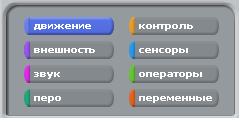 движение
контроль
внешность
сенсоры
звук
операторы
перо
переменные